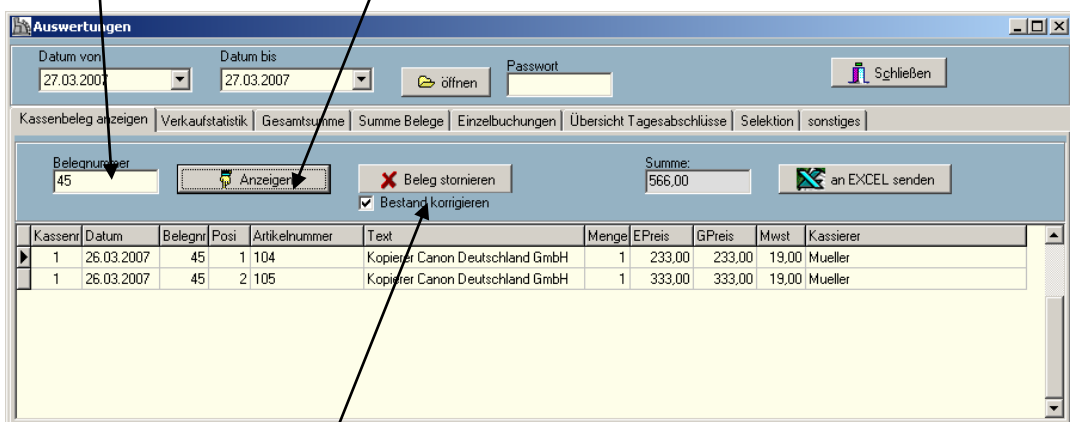 Auswertungen
Datum von Datum bis
27.03.2007 27.03.2007 öffnen Passwort Schließen
Kassenbeleg anzeigen Verkaufstatistik Gesamtsumme Summe Belege Einzelbuchungen Übersicht Tagesabschlüsse Selektion sonstiges
Belegnummer Summe:
45 Anzeigen Beleg stornieren 566,00 an EXCEL senden
Bestand korrigieren
Kassenr Datum Belegnr Posi Artikelnummer Text Menge EPreis GPreis Mwst Kassierer
1 26.03.2007 45 1 104 Kopierer Canon Deutschland GmbH 1 233,00 233,00 19,00 Mueller
1 26.03.2007 45 2 105 Kopierer Canon Deutschland GmbH 1 333,00 333,00 19,00 Mueller